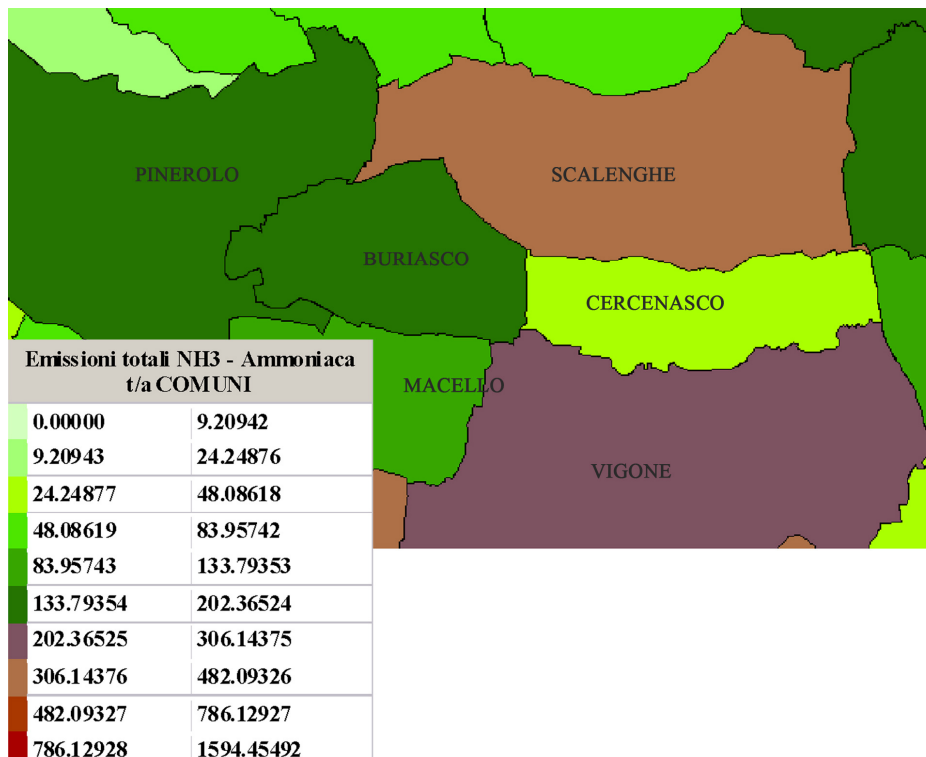 PINEROLO
SCALENGHE
BURIASCO
CERCENASCO
MACELLO
VIGONE
Emissioni totali NH3 - Ammoniaca
t/a COMUNI
0.00000 9.20942
9.20943 24.24876
24.24877 48.08618
48.08619 83.95742
83.95743 133.79353
133.79354 202.36524
202.36525 306.14375
306.14376 482.09326
482.09327 786.12927
786.12928 1594.45492